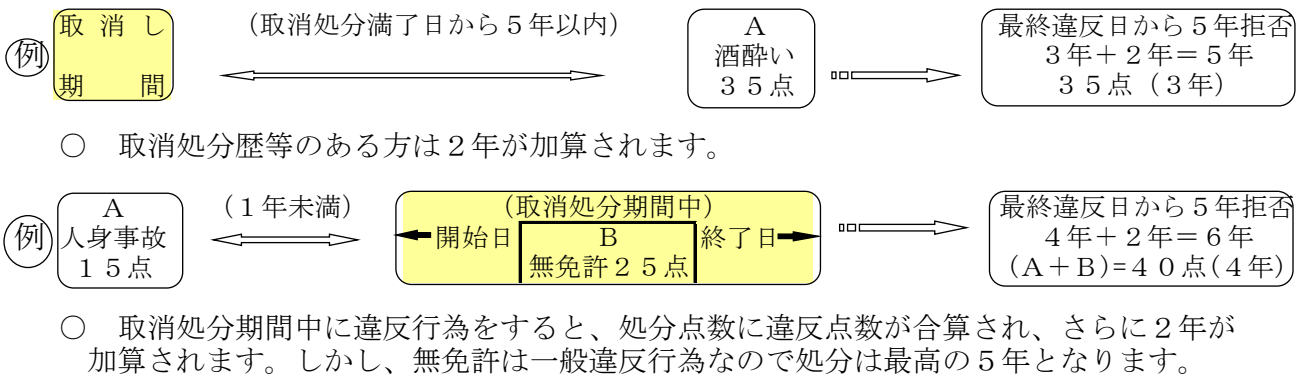 例
取消し
期間
(取消処分満了日から５年以内)
A
酒酔い
３５点
最終違反日から５年拒否
３年＋２年＝５年
３５点（３年）
○　取消処分歴等のある方は２年が加算されます。
例
A
人身事故
１５点
(１年未満)
(取消処分期間中)
開始日
B
無免許２５点
終了日
最終違反日から５年拒否
４年＋２年＝６年
(Ａ＋Ｂ)=４０点(４年)
○　取消処分期間中に違反行為をすると、処分点数に違反点数が合算され、さらに２年が
加算されます。しかし、無免許は一般違反行為なので処分は最高の５年となります。